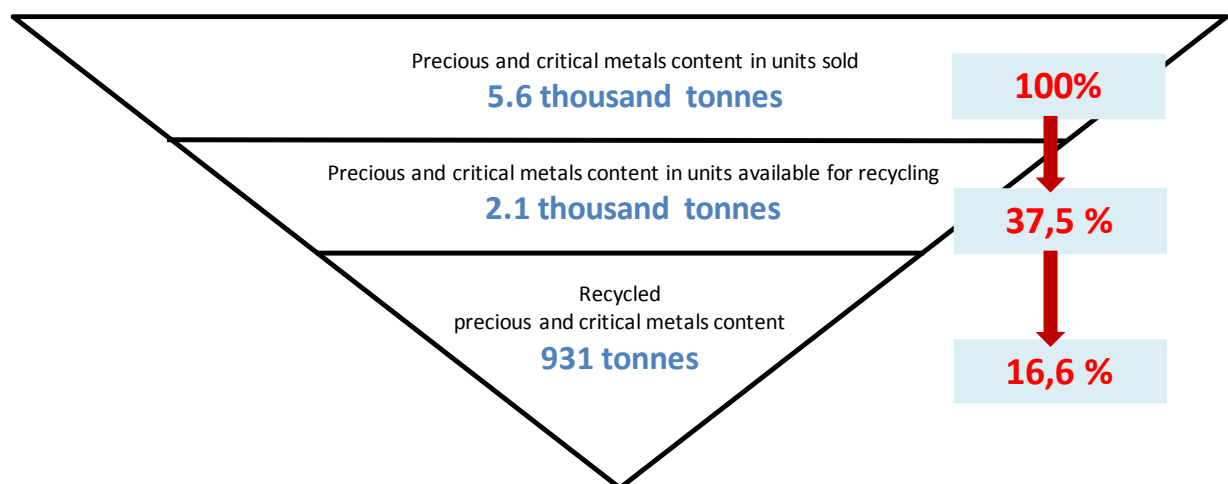 Precious and critical metals content in units sold
5.6 thousand tonnes
100%
Precious and critical metals content in units available for recycling
2.1 thousand tonnes
37,5 %
Recycled
precious and critical metals content
931 tonnes
16,6 %